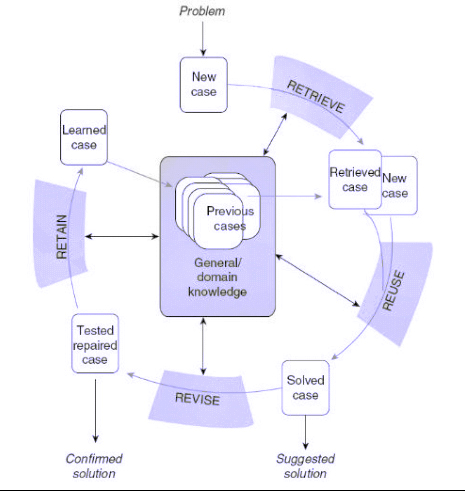 Problem
New
case
RETRIEVE
Learned
case
Retrieved
case
New
case
Previous
cases
General/
domain
knowledge
RETAIN
REUSE
Tested
repaired
case
REVISE
Solved
case
Confirmed
solution
Suggested
solution